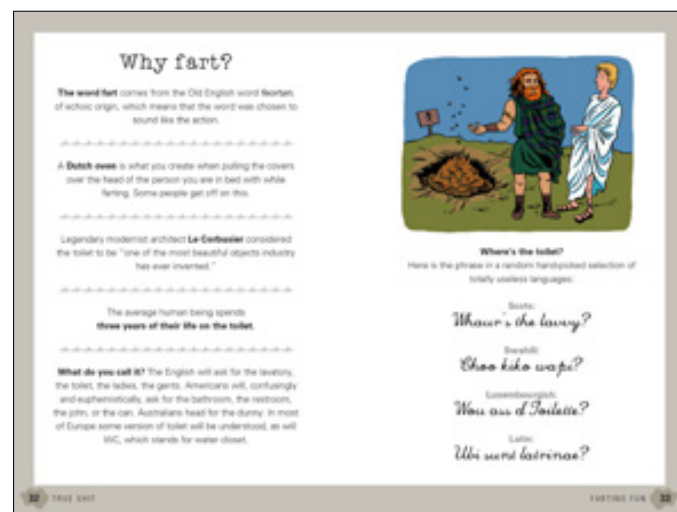 Why fart?
The word fart comes from the Old English word feortan,
of echoic origin, which means that the word was chosen to
sound like the action.
A Dutch oven is what you create when pulling the covers
over the head of the person you are in bed with while
farting. Some people get off on this.
Legendary modernist architect Le Corbusier considered
the toilet to be "one of the most beautiful objects industry
has ever invented."
The average human being spends
three years of their life on the toilet.
What do you call it? The English will ask for the lavatory,
the toilet, the ladies, the gents. Americans will, confusingly
and euphemistically, ask for the bathroom, the restroom,
the john, or the can. Australians head for the dunny. In most
of Europe some version of toilet will be understood, as will
WC, which stands for water closet.
32 TRUE SHIT
Where's the toilet?
Here is the phrase in a random hand-picked selection of
totally useless languages:
Scots:
Whaur's the lavvy?
Swahili:
Choo kiko wapi?
Luxembourgish:
Wou ass d'Toilette?
Latin:
Ubi sunt latrinae?
FARTING FUN 33